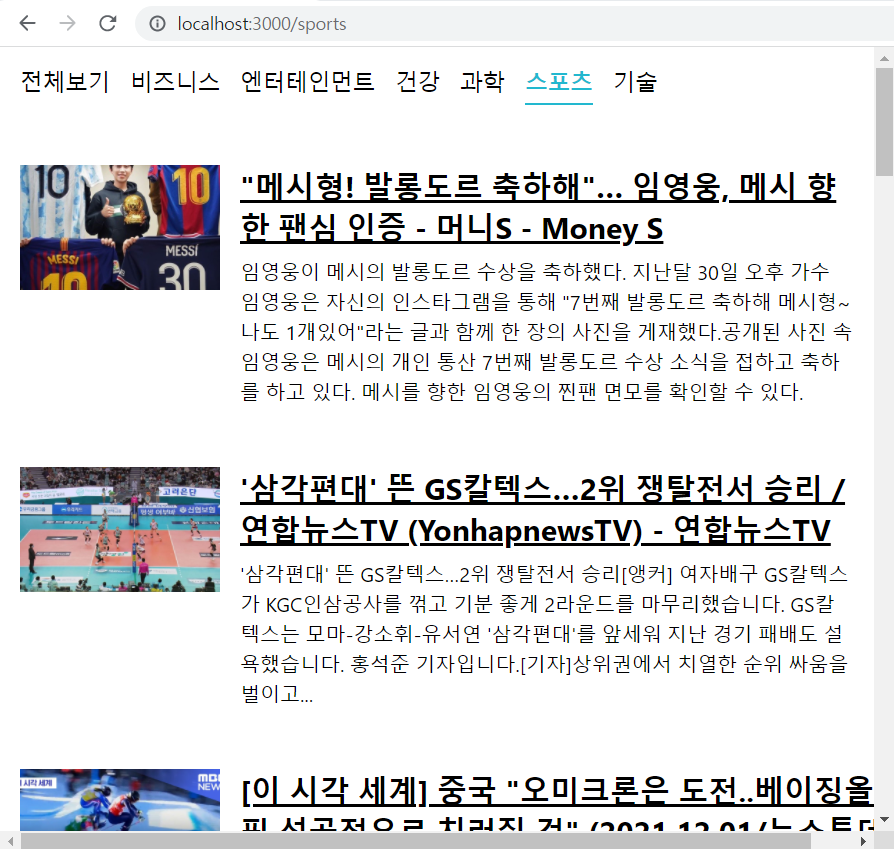 localhost:3000/sports
전체보기 비즈니스 엔터테인먼트 건강 과학 스포츠 기술
10
10
MESSI
MESSI
10
30
"메시형! 발롱도르 축하해"… 임영웅, 메시 향
한 팬심 인증 - 머니S - Money S
임영웅이 메시의 발롱도르 수상을 축하했다. 지난달 30일 오후 가수
임영웅은 자신의 인스타그램을 통해 "7번째 발롱도르 축하해 메시형~
나도 1개있어"라는 글과 함께 한 장의 사진을 게재했다.공개된 사진 속
임영웅은 메시의 개인 통산 7번째 발롱도르 수상 소식을 접하고 축하
를 하고 있다. 메시를 향한 임영웅의 찐팬 면모를 확인할 수 있다.
고려은단
신협보험
'삼각편대' 뜬 GS칼텍스…2위 쟁탈전서 승리 /
연합뉴스TV (YonhapnewsTV) - 연합뉴스TV
'삼각편대' 뜬 GS칼텍스…2위 쟁탈전서 승리[앵커] 여자배구 GS칼텍스
가 KGC인삼공사를 꺾고 기분 좋게 2라운드를 마무리했습니다. GS칼
텍스는 모마-강소휘-유서연 '삼각편대'를 앞세워 지난 경기 패배도 설
욕했습니다. 홍석준 기자입니다.[기자]상위권에서 치열한 순위 싸움을
벌이고...
시각 세계
MBC
NEW
[이 시각 세계] 중국 "오미크론은 도전..베이징올
픽 성공적으로 치러질 것" (2021.12.01/뉴스투데